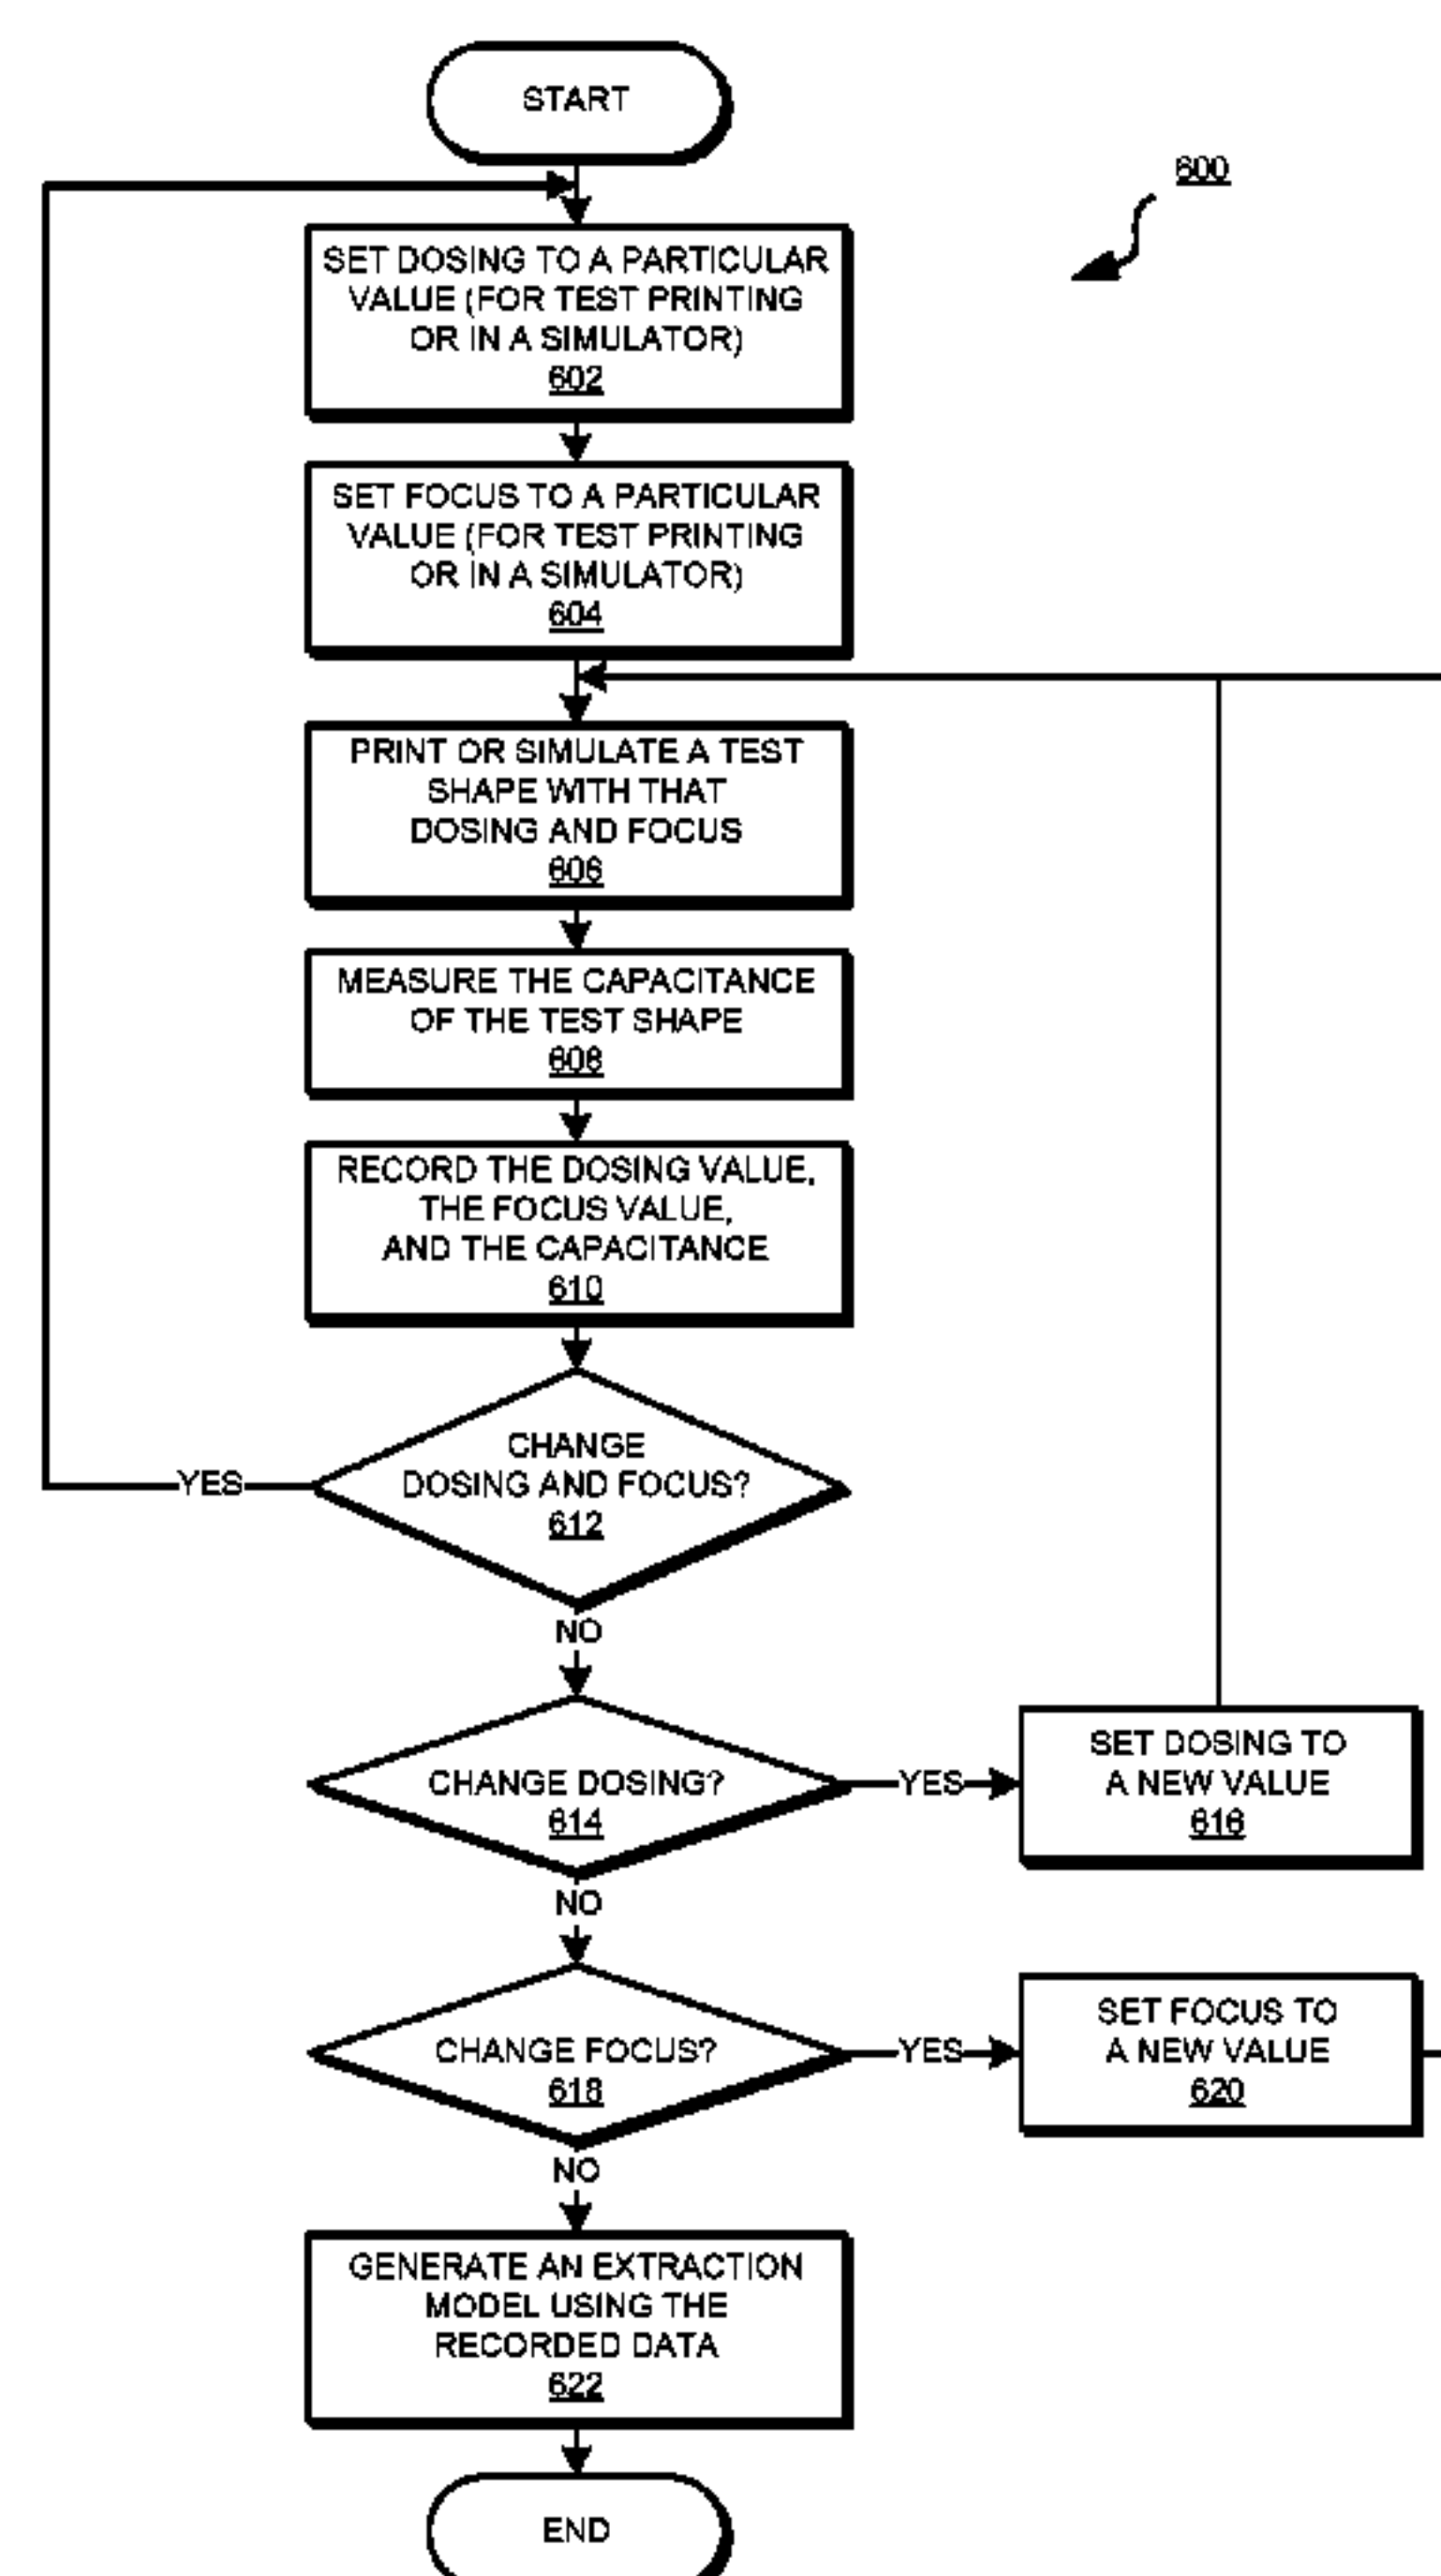 START
600
SET DOSING TO A PARTICULAR
VALUE (FOR TEST PRINTING
OR IN A SIMULATOR)
602
SET FOCUS TO A PARTICULAR
VALUE (FOR TEST PRINTING
OR IN A SIMULATOR)
604
PRINT OR SIMULATE A TEST
SHAPE WITH THAT
DOSING AND FOCUS
606
MEASURE THE CAPACITANCE
OF THE TEST SHAPE
608
RECORD THE DOSING VALUE,
THE FOCUS VALUE,
AND THE CAPACITANCE
610
CHANGE
DOSING AND FOCUS?
612
YES
NO
CHANGE DOSING?
614
YES
SET DOSING TO
A NEW VALUE
616
NO
CHANGE FOCUS?
618
YES
SET FOCUS TO
A NEW VALUE
620
NO
GENERATE AN EXTRACTION
MODEL USING THE
RECORDED DATA
622
END